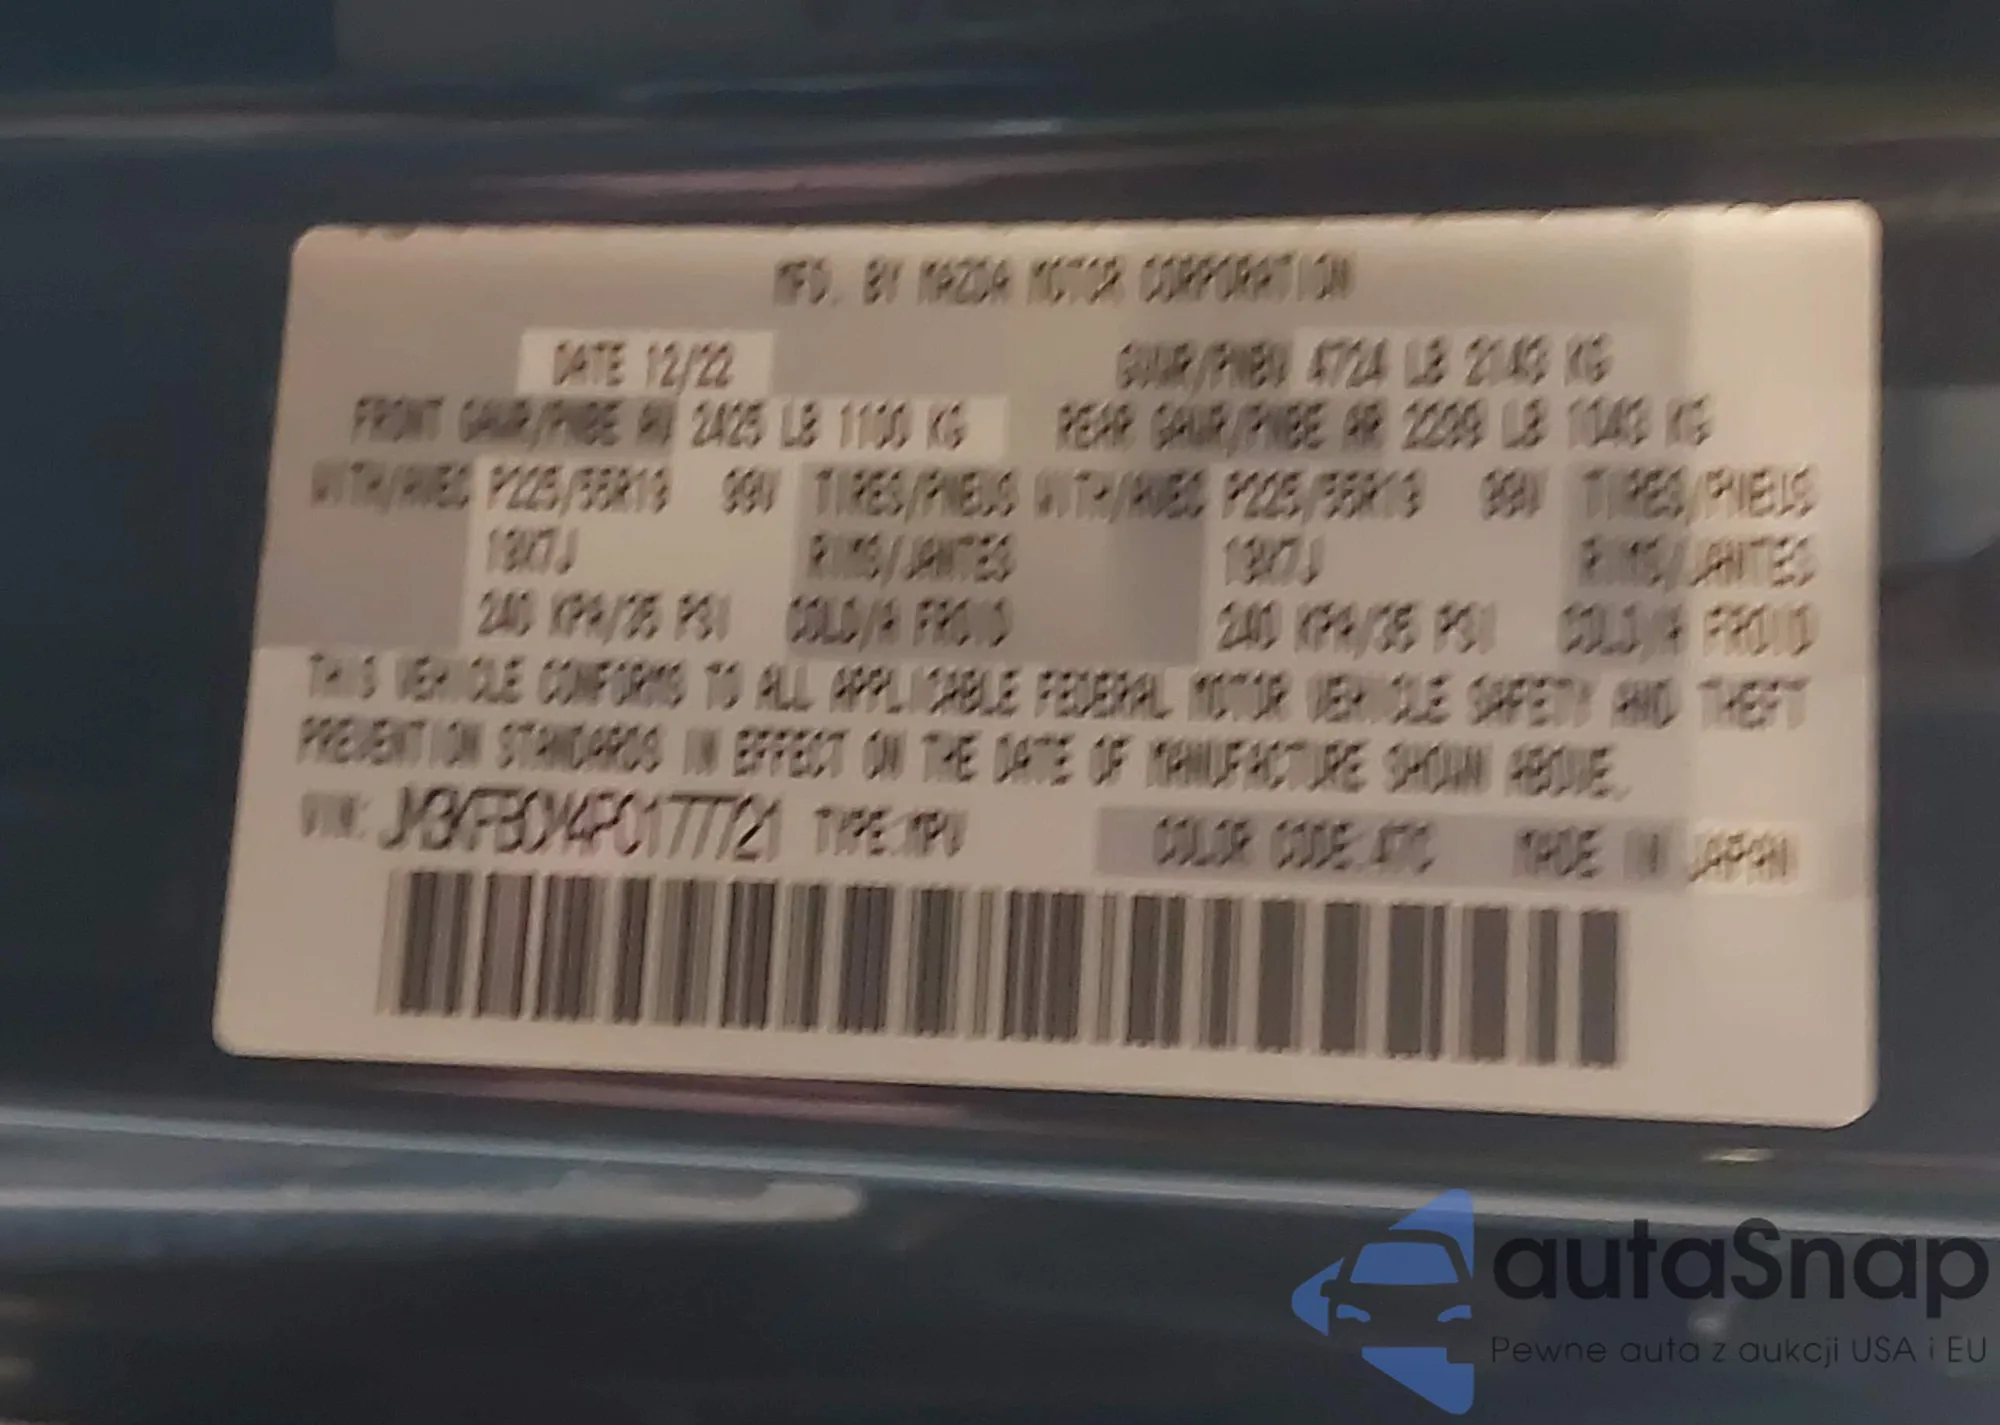 MFD. BY MAZDA MOTOR CORPORATION
DATE 12/22 GVWR/PNBV 4724 LB 2143 KG
FRONT GAWR/PNBE AV 2425 LB 1100 KG REAR GAWR/PNBE AR 2299 LB 1043 KG
WITH/AVEC P225/55R19 99V TIRES/PNEUS WITH/AVEC P225/55R19 99V TIRES/PNEUS
19X7J RIMS/JANTES 19X7J RIMS/JANTES
240 KPA/35 PSI COLD/A FROID 240 KPA/35 PSI COLD/A FROID
THIS VEHICLE CONFORMS TO ALL APPLICABLE FEDERAL MOTOR VEHICLE SAFETY AND THEFT
PREVENTION STANDARDS IN EFFECT ON THE DATE OF MANUFACTURE SHOWN ABOVE.
VIN: JM3KFBCM4P0177721 TYPE:MPV COLOR CODE:47C MADE IN JAPAN
autaSnap
Pewne auta z aukcji USA i EU